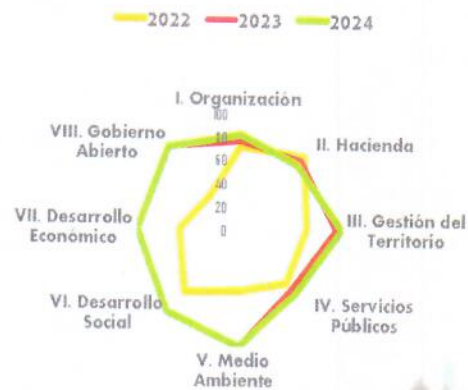 2022 2023 2024
I. Organización
VIII. Gobierno
Abierto
II. Hacienda
100
80
60
40
20
0
VII. Desarrollo
Económico
III. Gestión del
Territorio
VI. Desarrollo
Social
IV. Servicios
Públicos
V. Medio
Ambiente